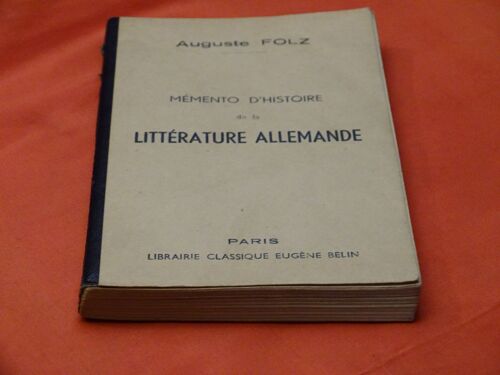 Auguste FOLZ
MÉMENTO D'HISTOIRE
de la
LITTÉRATURE ALLEMANDE
PARIS
LIBRAIRIE CLASSIQUE EUGÈNE BELIN